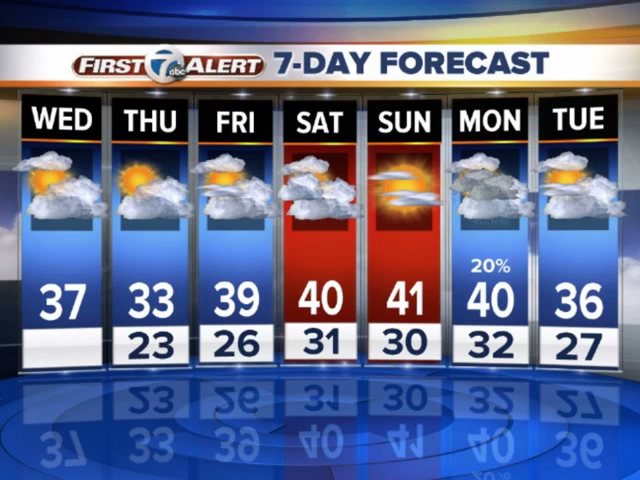 FIRST 7 abc ALERT 7-DAY FORECAST
WED THU FRI SAT SUN MON TUE
20%
37 33 39 40 41 40 36
23 26 31 30 32 27